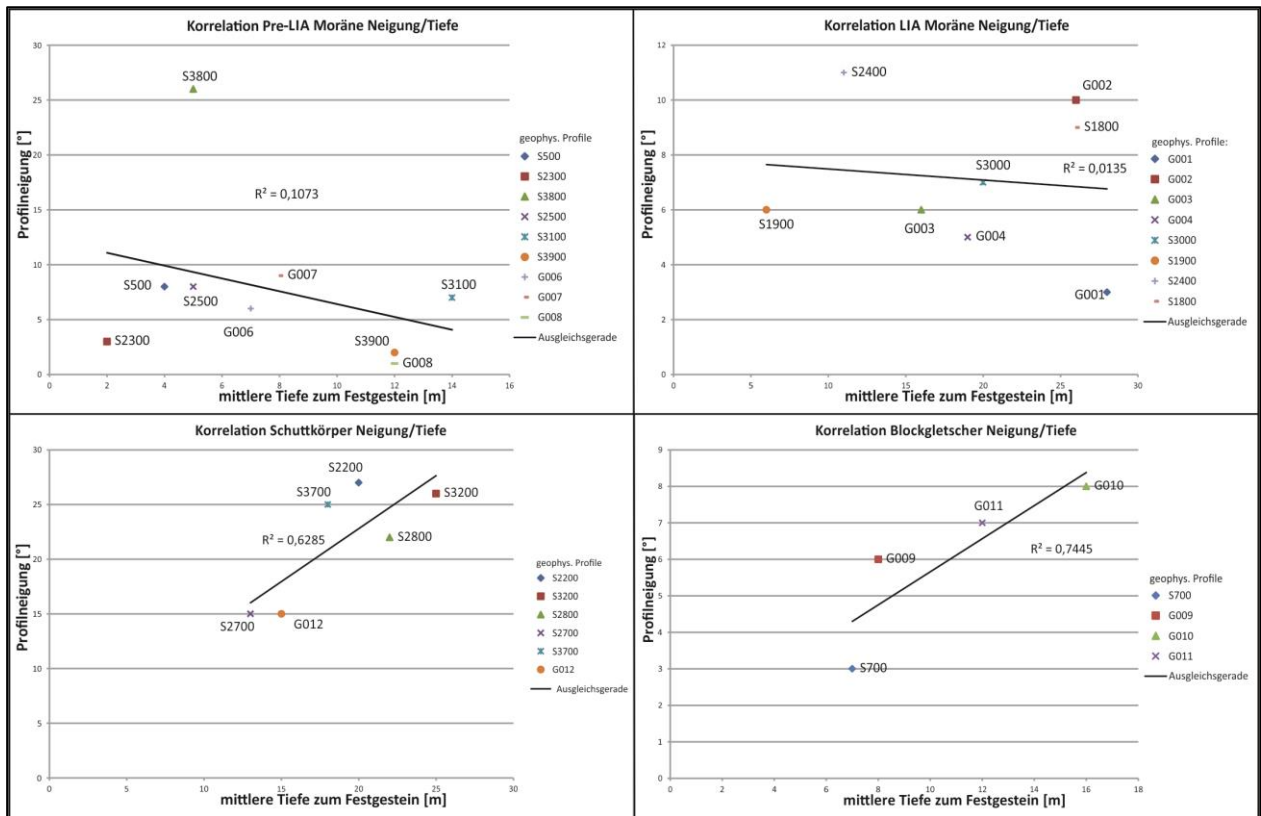 Korrelation Pre-LIA Moräne Neigung/Tiefe
30
25
20
15
10
5
0
Profilneigung [°]
S3800
R² = 0,1073
S500
S2500
G007
G006
S2300
S3100
S3900
G008
0 2 4 6 8 10 12 14 16
mittlere Tiefe zum Festgestein [m]
geophys. Profile
S500
S2300
S3800
S2500
S3100
S3900
G006
G007
G008
Ausgleichsgerade
Korrelation LIA Moräne Neigung/Tiefe
12
10
8
6
4
2
0
Profilneigung [°]
S2400
G002
S1800
S3000
R² = 0,0135
S1900
G003
G004
G001
0 5 10 15 20 25 30
mittlere Tiefe zum Festgestein [m]
geophys. Profile:
G001
G002
G003
G004
S3000
S1900
S2400
S1800
Ausgleichsgerade
Korrelation Schuttkörper Neigung/Tiefe
30
25
20
15
10
5
0
Profilneigung [°]
S2200
S3700
S3200
R² = 0,6285
S2800
S2700
G012
0 5 10 15 20 25 30
mittlere Tiefe zum Festgestein [m]
geophys. Profile
S2200
S3200
S2800
S2700
S3700
G012
Ausgleichsgerade
Korrelation Blockgletscher Neigung/Tiefe
9
8
7
6
5
4
3
2
1
0
Profilneigung [°]
G010
G011
G009
R² = 0,7445
S700
0 2 4 6 8 10 12 14 16 18
mittlere Tiefe zum Festgestein [m]
geophys. Profile
S700
G009
G010
G011
Ausgleichsgerade